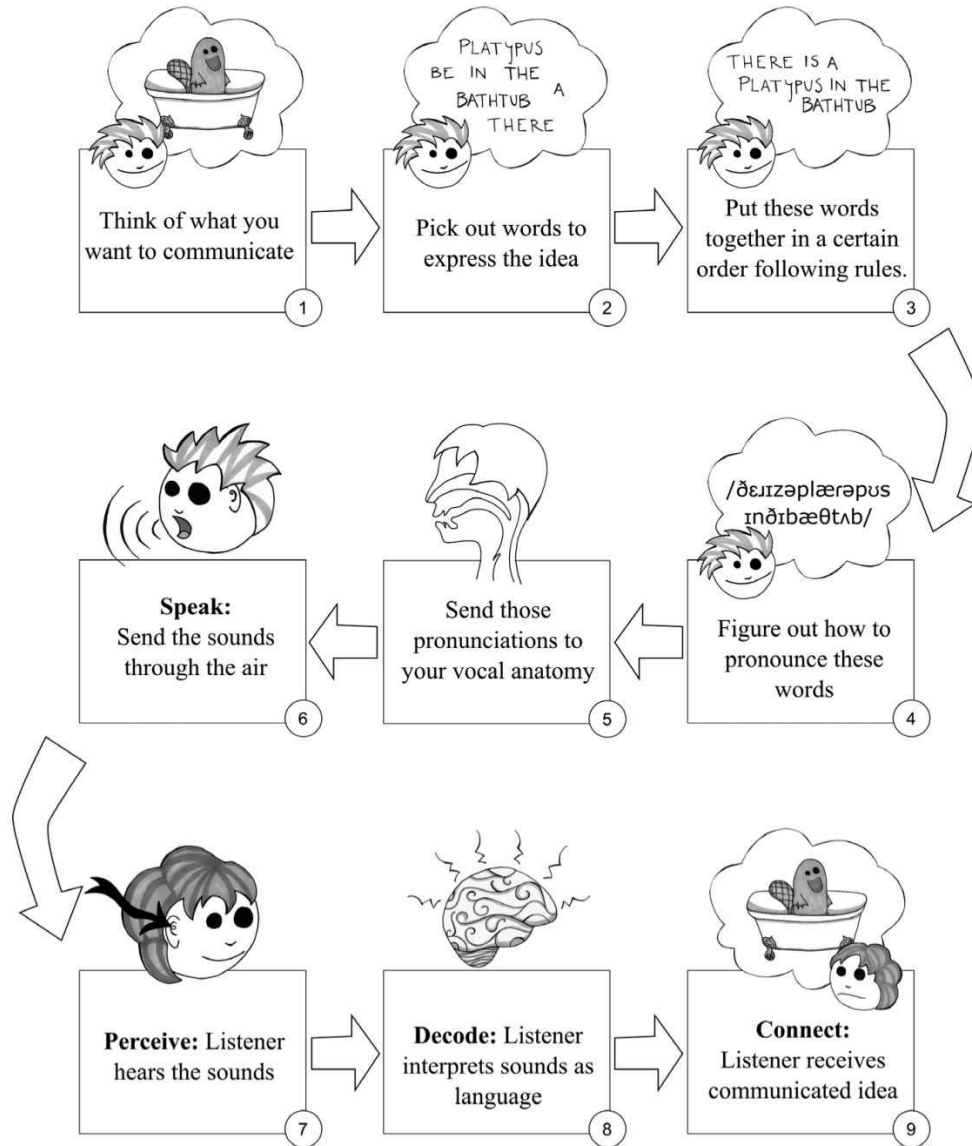 PLATYPUS
BE IN THE
BATHTUB A
THERE
THERE IS A
PLATYPUS IN THE
BATHTUB
Think of what you
want to communicate
1
Pick out words to
express the idea
2
Put these words
together in a certain
order following rules.
3
/ðɛɹɪzəplæɾəpʊs
ɪnðɪbæθtʌb/
Figure out how to
pronounce these
words
4
Send those
pronunciations to
your vocal anatomy
5
Speak:
Send the sounds
through the air
6
Perceive: Listener
hears the sounds
7
Decode: Listener
interprets sounds as
language
8
Connect:
Listener receives
communicated idea
9